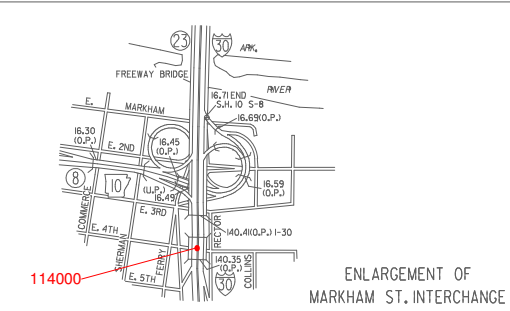 23
30
ARK.
FREEWAY BRIDGE
RIVER
16.71 END
S.H. 10 S-8
E. MARKHAM
16.69(O.P.)
16.30
(O.P.)
16.45
(O.P.)
E. 2ND
8
10
(U.P.)
16.49
16.59
(O.P.)
COMMERCE
E. 3RD
RECTOR
E. 4TH
140.41(O.P.) I-30
SHERMAN
FERRY
140.35
(O.P.)
COLLINS
114000
E. 5TH
30
ENLARGEMENT OF
MARKHAM ST. INTERCHANGE